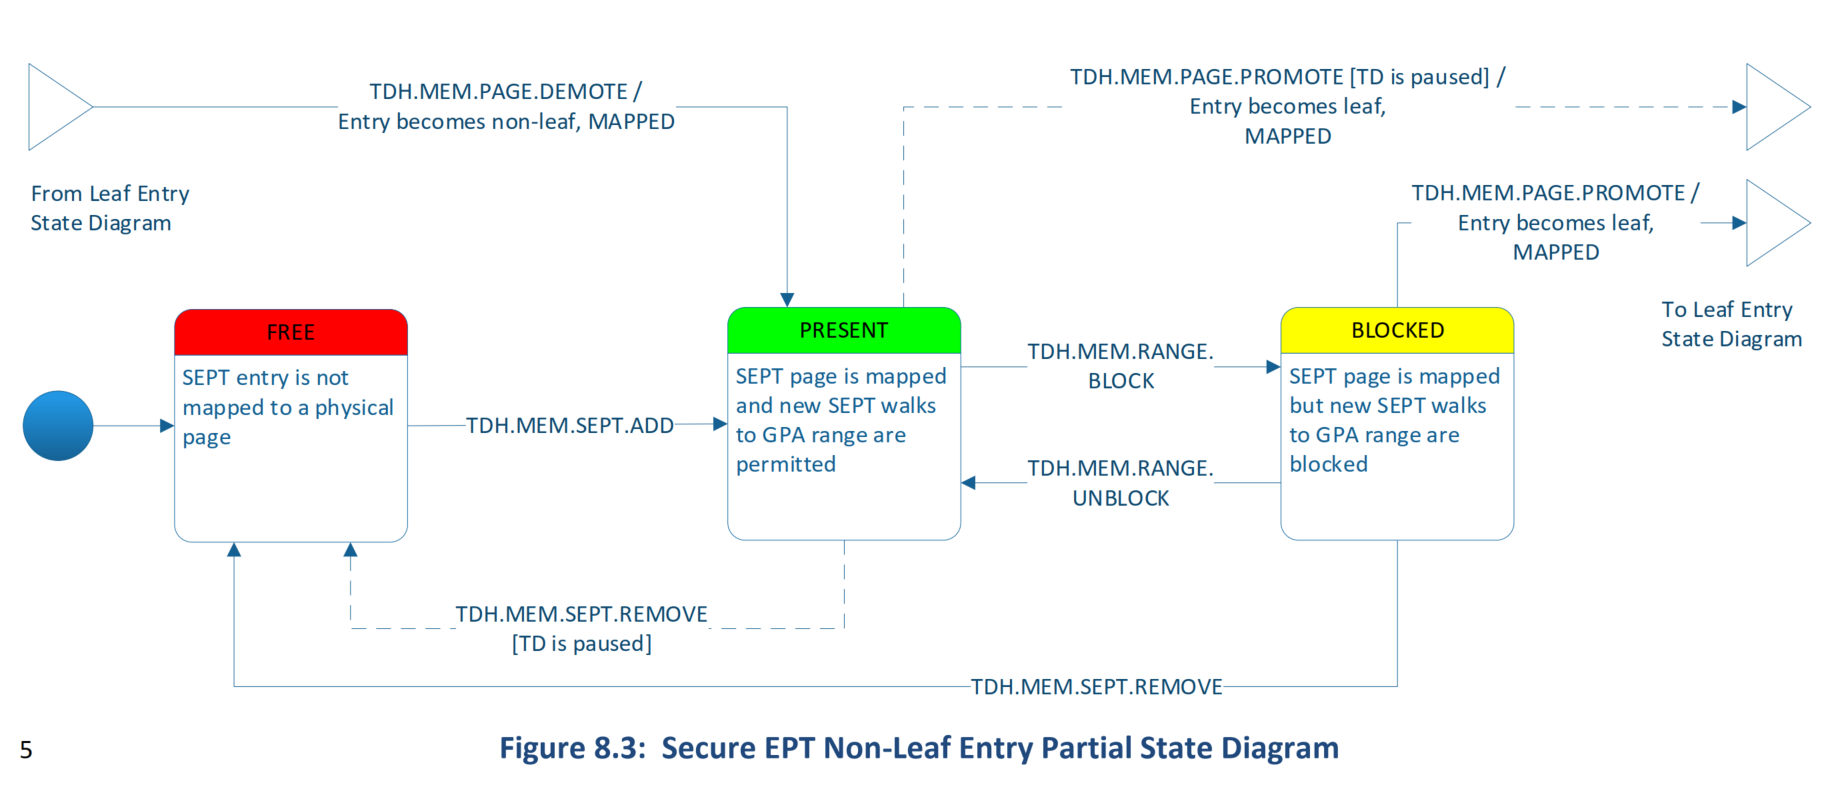 TDH.MEM.PAGE.DEMOTE /
Entry becomes non-leaf, MAPPED
TDH.MEM.PAGE.PROMOTE [TD is paused] /
Entry becomes leaf,
MAPPED
From Leaf Entry
State Diagram
TDH.MEM.PAGE.PROMOTE /
Entry becomes leaf,
MAPPED
To Leaf Entry
State Diagram
FREE
SEPT entry is not
mapped to a physical
page
TDH.MEM.SEPT.ADD
PRESENT
SEPT page is mapped
and new SEPT walks
to GPA range are
permitted
TDH.MEM.RANGE.
BLOCK
TDH.MEM.RANGE.
UNBLOCK
BLOCKED
SEPT page is mapped
but new SEPT walks
to GPA range are
blocked
TDH.MEM.SEPT.REMOVE
[TD is paused]
TDH.MEM.SEPT.REMOVE
5
Figure 8.3: Secure EPT Non-Leaf Entry Partial State Diagram